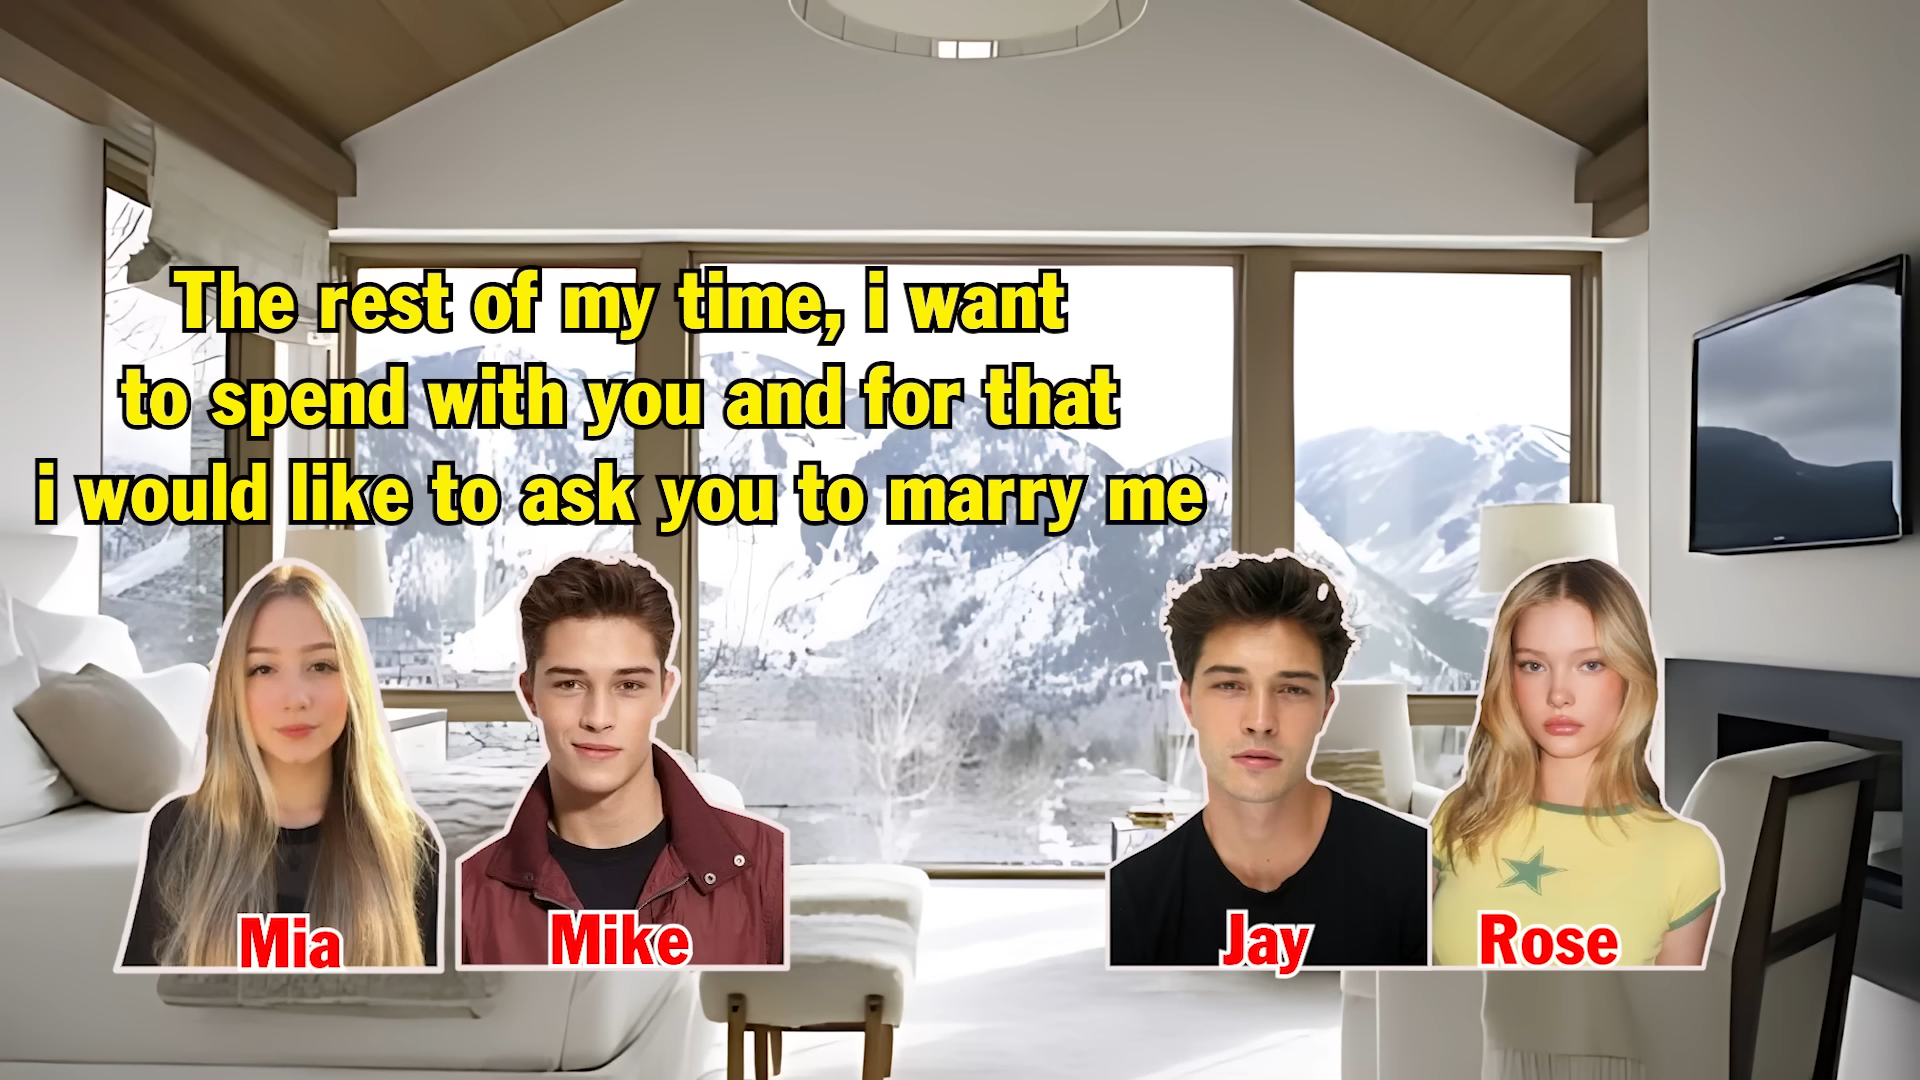 The rest of my time, i want
to spend with you and for that
i would like to ask you to marry me
Mia
Mike
Jay
Rose